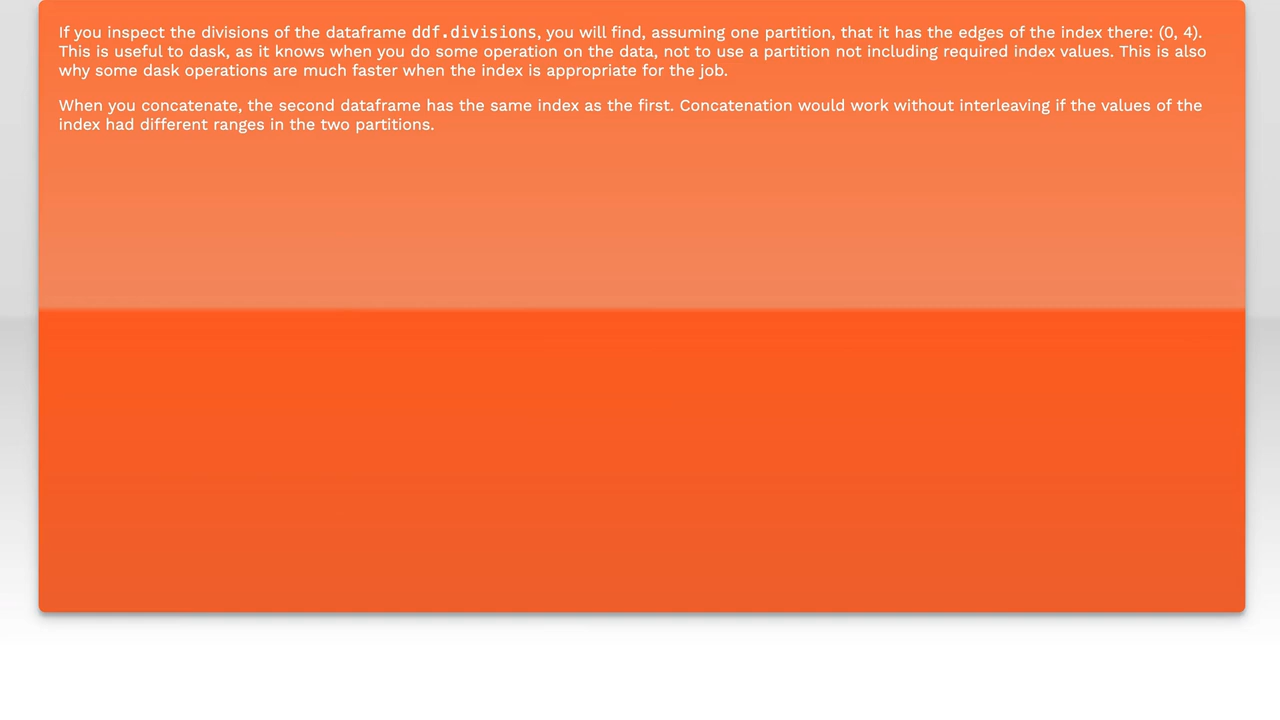 If you inspect the divisions of the dataframe ddf.divisions, you will find, assuming one partition, that it has the edges of the index there: (0, 4).
This is useful to dask, as it knows when you do some operation on the data, not to use a partition not including required index values. This is also
why some dask operations are much faster when the index is appropriate for the job.
When you concatenate, the second dataframe has the same index as the first. Concatenation would work without interleaving if the values of the
index had different ranges in the two partitions.